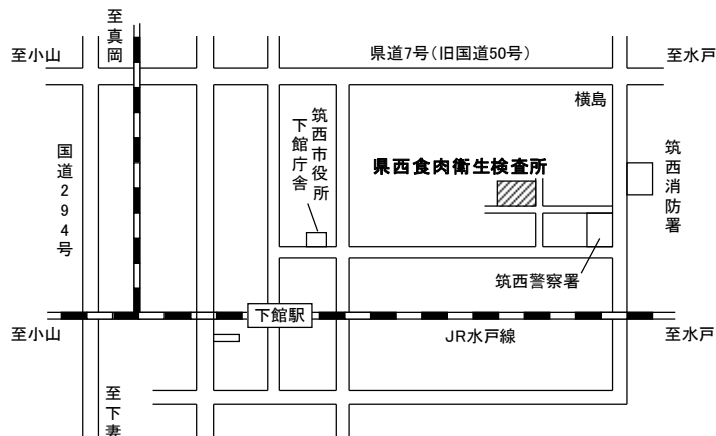 至真岡
至小山
県道7号(旧国道50号)
至水戸
横島
国道294号
筑西市役所
下館庁舎
県西食肉衛生検査所
筑西消防署
筑西警察署
下館駅
至小山
JR水戸線
至水戸
至下妻